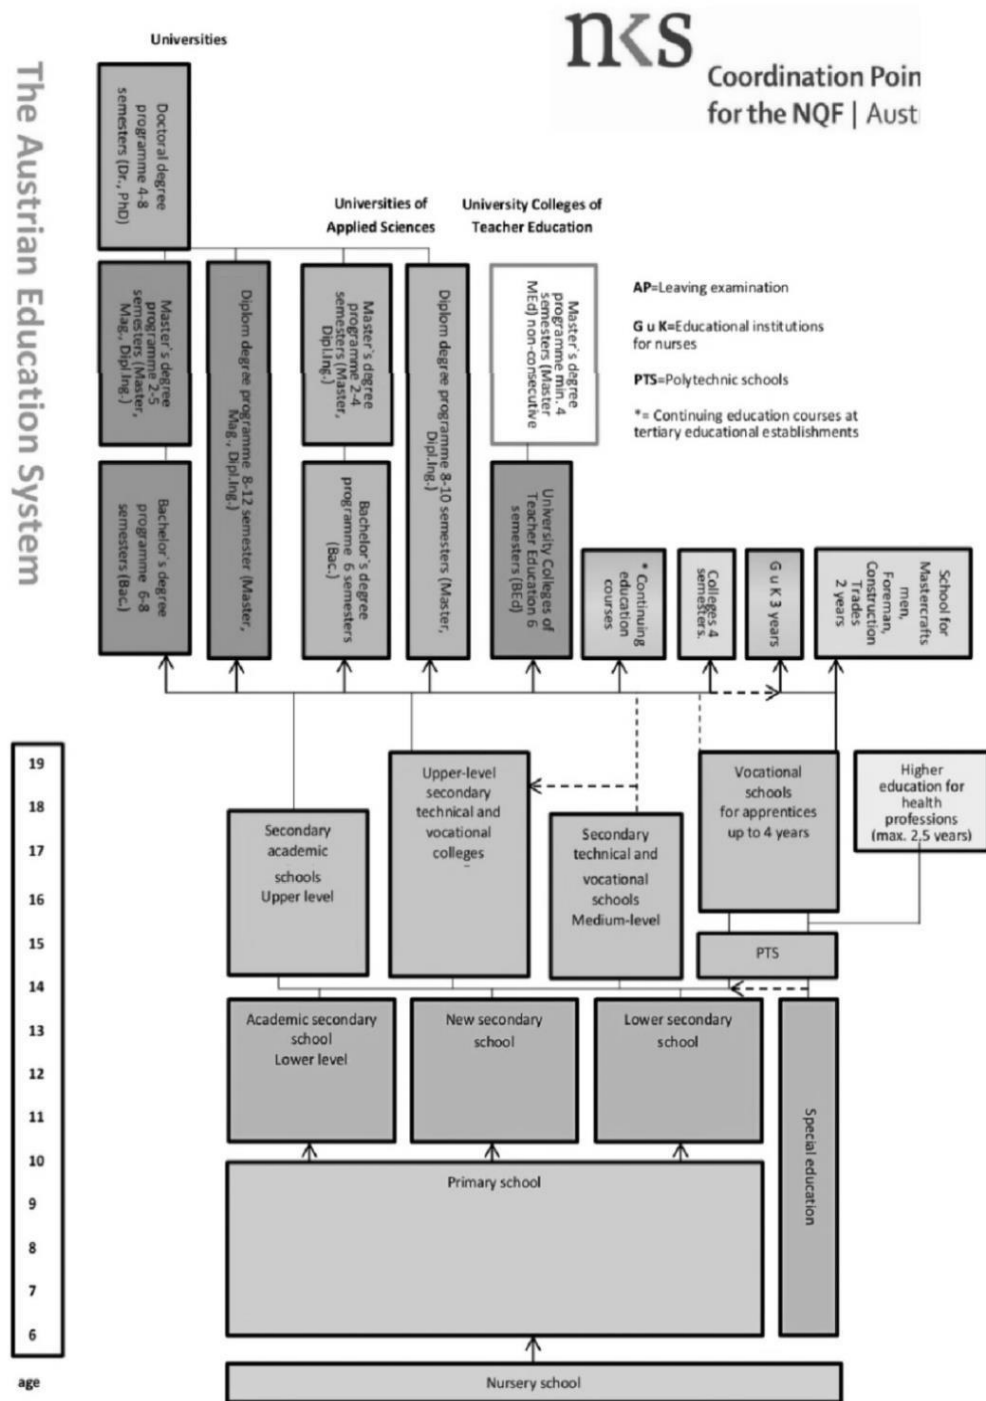 The Austrian Education System
nks
Coordination Poin
for the NQF | Aust
Universities
Doctoral degree
programme 4-8
semesters (Dr., PhD)
Universities of
Applied Sciences
University Colleges of
Teacher Education
Master´s degree
programme 2-5
semesters (Master,
Mag., Dipl.Ing.)
Diplom degree programme 8-12 semester (Master,
Mag., Dipl.Ing.)
Master´s degree
programme 2-4
semesters (Master,
Dipl.Ing.)
Diplom degree programme 8-10 semesters (Master,
Dipl.Ing.)
Master´s degree
programme min. 4
semesters (Master
MEd) non-consecutive
AP=Leaving examination
G u K=Educational institutions
for nurses
PTS=Polytechnic schools
*= Continuing education courses at
tertiary educational establishments
Bachelor´s degree
programme 6-8
semesters (Bac.)
Bachelor´s degree
programme 6 semesters
(Bac.)
University Colleges of
Teacher Education 6
semesters (BEd)
* Continuing
education
courses
Colleges 4
semesters.
G u K 3 years
School for
Mastercrafts
men,
Foreman,
Construction
Trades
2 years
19
18
17
16
15
14
13
12
11
10
9
8
7
6
age
Secondary
academic
schools
Upper level
Upper-level
secondary
technical and
vocational
colleges
Secondary
technical and
vocational
schools
Medium-level
Vocational
schools
for apprentices
up to 4 years
Higher
education for
health
professions
(max. 2.5 years)
PTS
Academic secondary
school
Lower level
New secondary
school
Lower secondary
school
Special education
Primary school
Nursery school